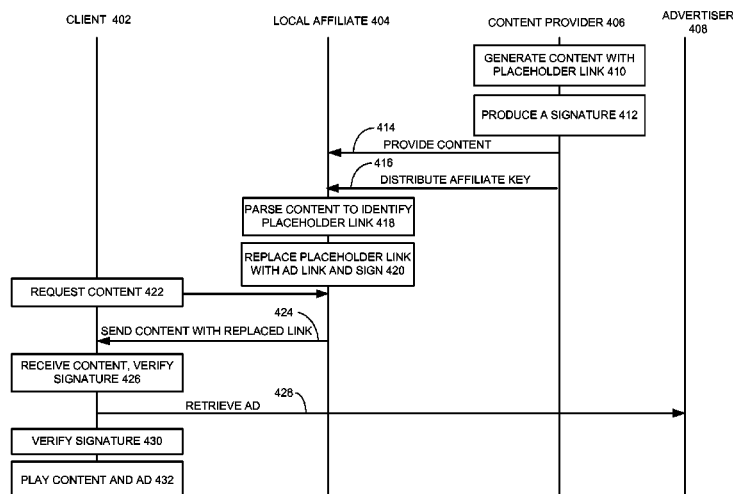 CLIENT 402
LOCAL AFFILIATE 404
CONTENT PROVIDER 406
ADVERTISER
408
GENERATE CONTENT WITH
PLACEHOLDER LINK 410
PRODUCE A SIGNATURE 412
414
PROVIDE CONTENT
416
DISTRIBUTE AFFILIATE KEY
PARSE CONTENT TO IDENTIFY
PLACEHOLDER LINK 418
REPLACE PLACEHOLDER LINK
WITH AD LINK AND SIGN 420
REQUEST CONTENT 422
424
SEND CONTENT WITH REPLACED LINK
RECEIVE CONTENT, VERIFY
SIGNATURE 426
428
RETRIEVE AD
VERIFY SIGNATURE 430
PLAY CONTENT AND AD 432